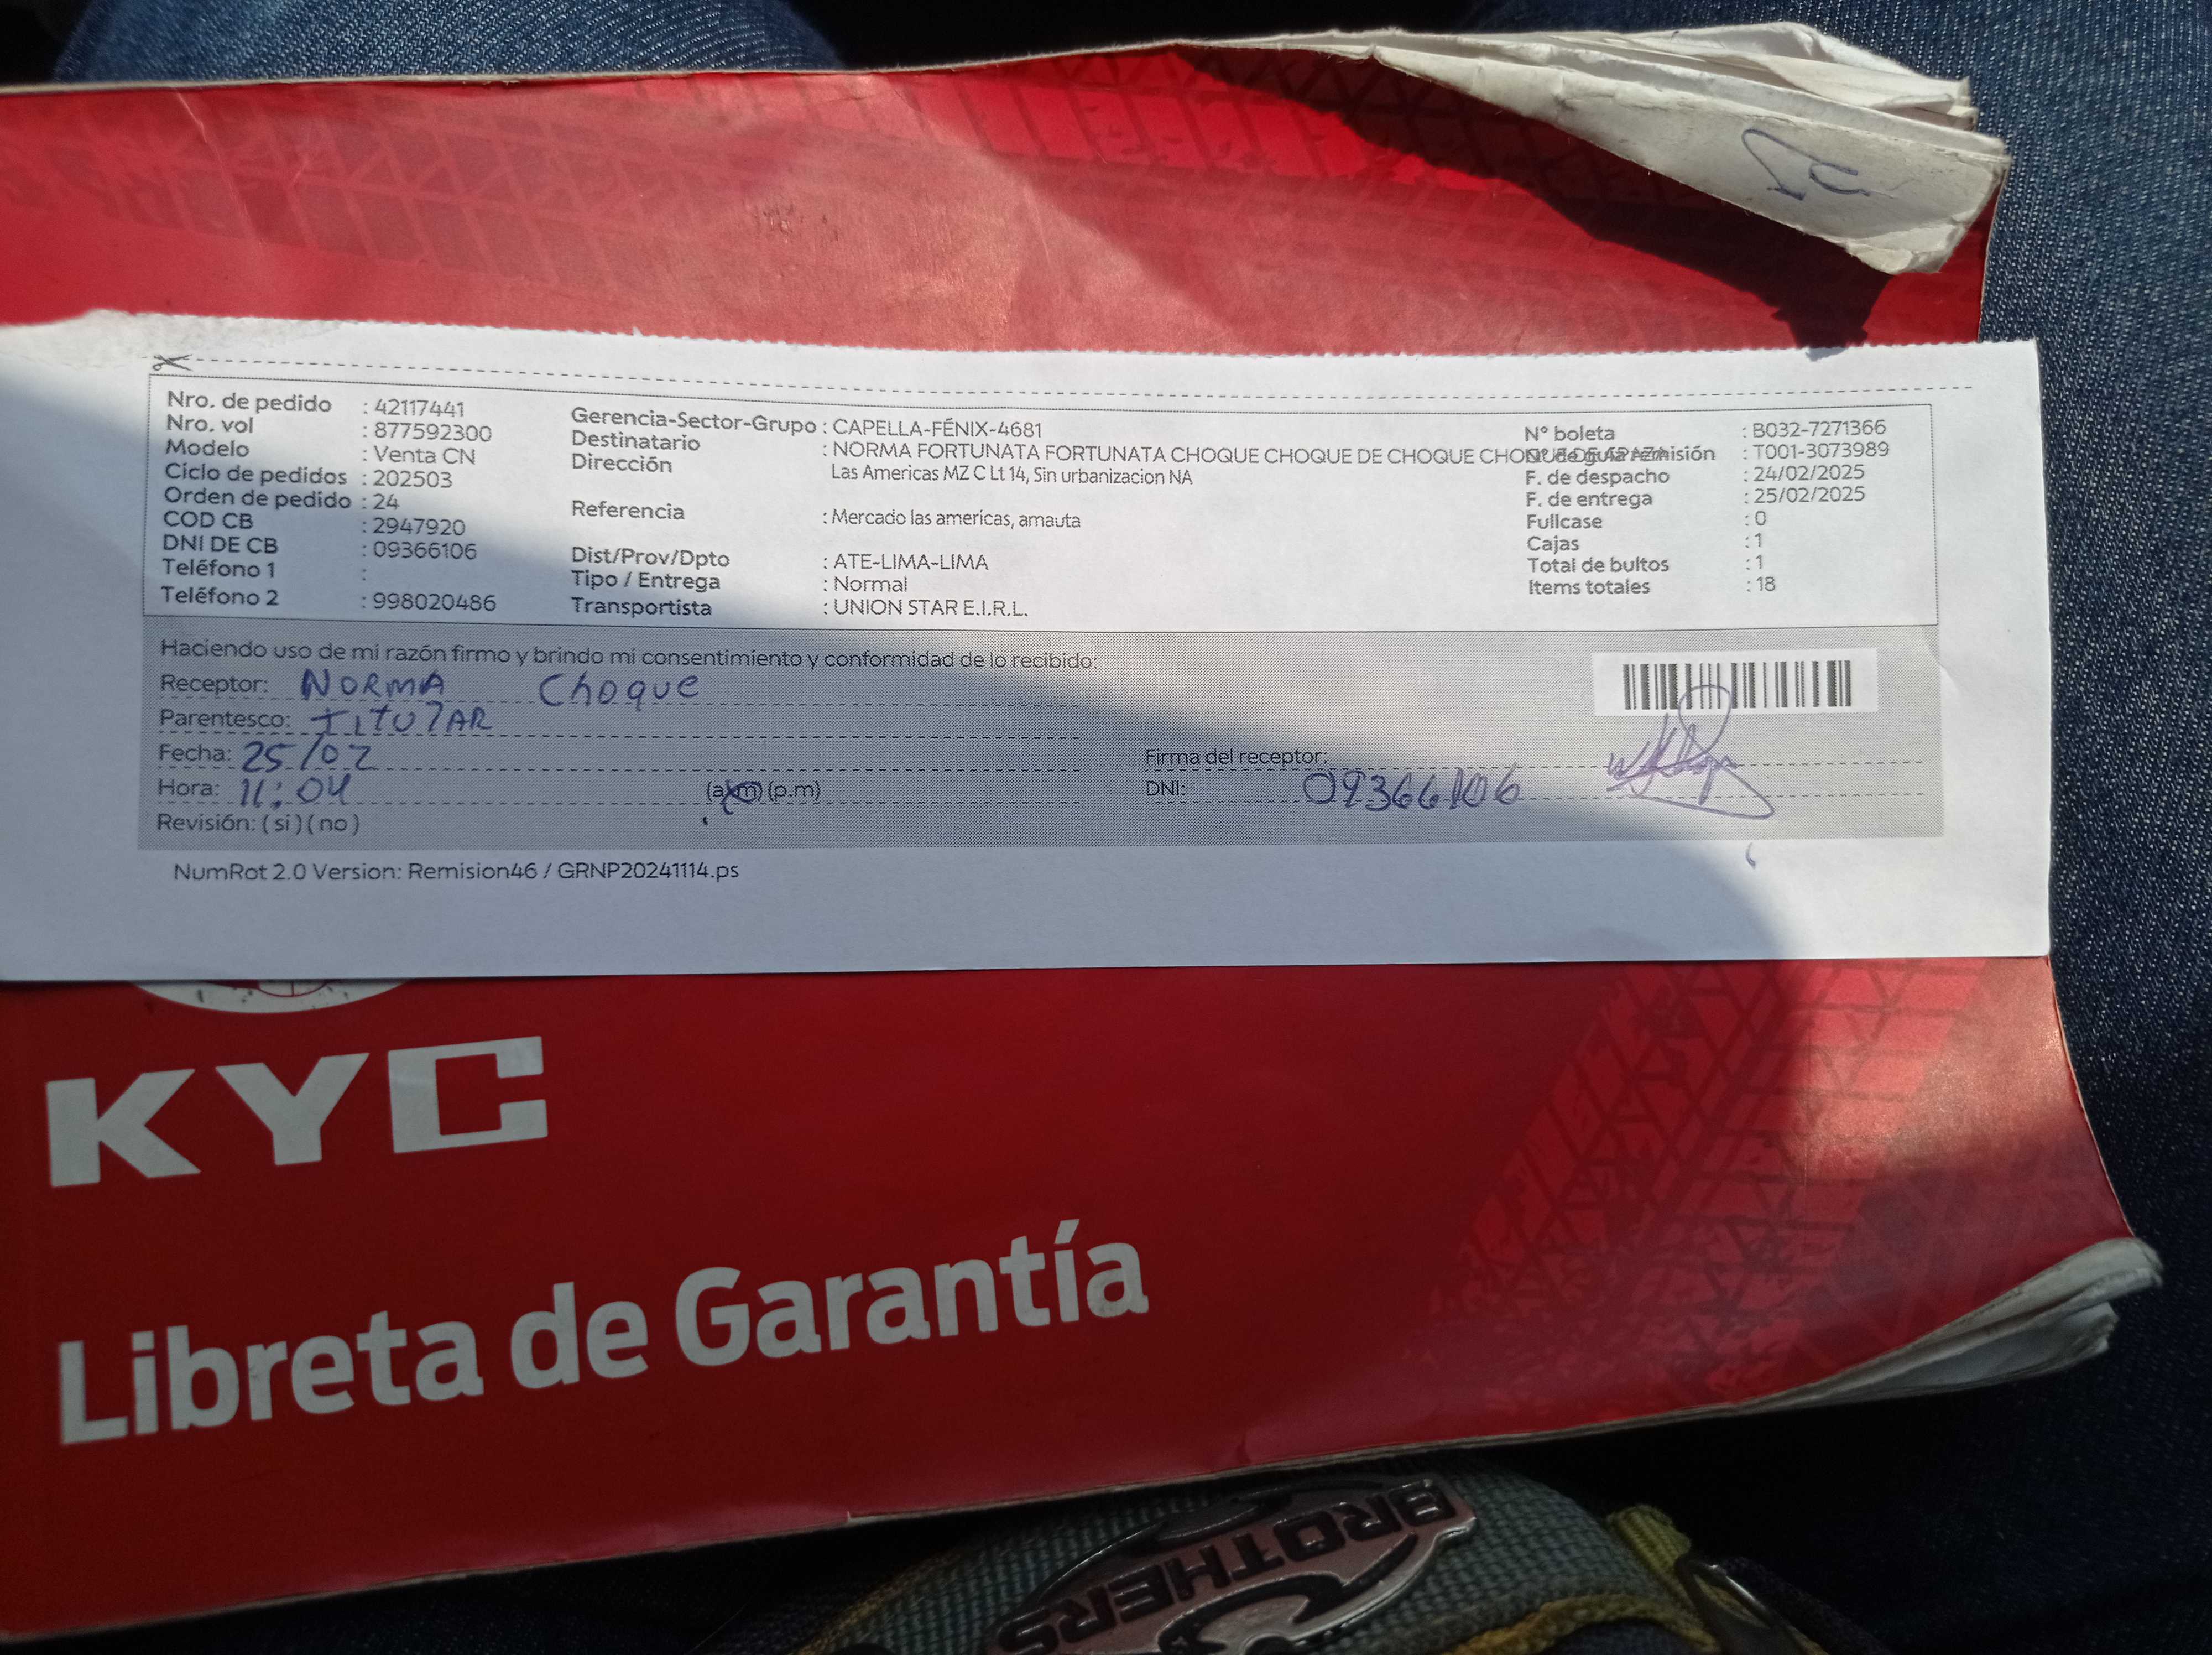 Nro. de pedido : 42117441
Nro. vol : 877592300
Modelo : Venta CN
Ciclo de pedidos : 202503
Orden de pedido : 24
COD CB : 2947920
DNI DE CB : 09366106
Teléfono 1 :
Teléfono 2 : 998020486
Gerencia-Sector-Grupo : CAPELLA-FÉNIX-4681
Destinatario : NORMA FORTUNATA FORTUNATA CHOQUE CHOQUE DE CHOQUE CHOQUE DE APAZA
Dirección Las Americas MZ C Lt 14, Sin urbanizacion NA
Referencia : Mercado las americas, amauta
Dist/Prov/Dpto : ATE-LIMA-LIMA
Tipo / Entrega : Normal
Transportista : UNION STAR E.I.R.L.
N° boleta : B032-7271366
N° de guía remisión : T001-3073989
F. de despacho : 24/02/2025
F. de entrega : 25/02/2025
Fullcase : 0
Cajas : 1
Total de bultos : 1
Items totales : 18
Haciendo uso de mi razón firmo y brindo mi consentimiento y conformidad de lo recibido:
Receptor: NORMA Choque
Parentesco: TITULAR
Fecha: 25/02
Hora: 11:04 (a.m) (p.m)
Revisión: ( si ) ( no )
Firma del receptor:
DNI: 09366106
NumRot 2.0 Version: Remision46 / GRNP20241114.ps
KYC
Libreta de Garantía
BROTHERS